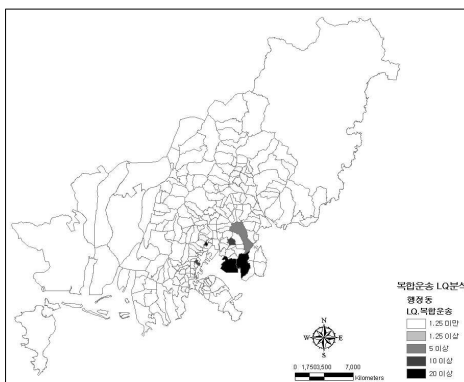 복합운송 LQ분석
행정동
LQ.복합운송
1.25 미만
1.25 이상
5 이상
10 이상
20 이상
N
W E
S
0 1,7503,500 7,000
Kilometers